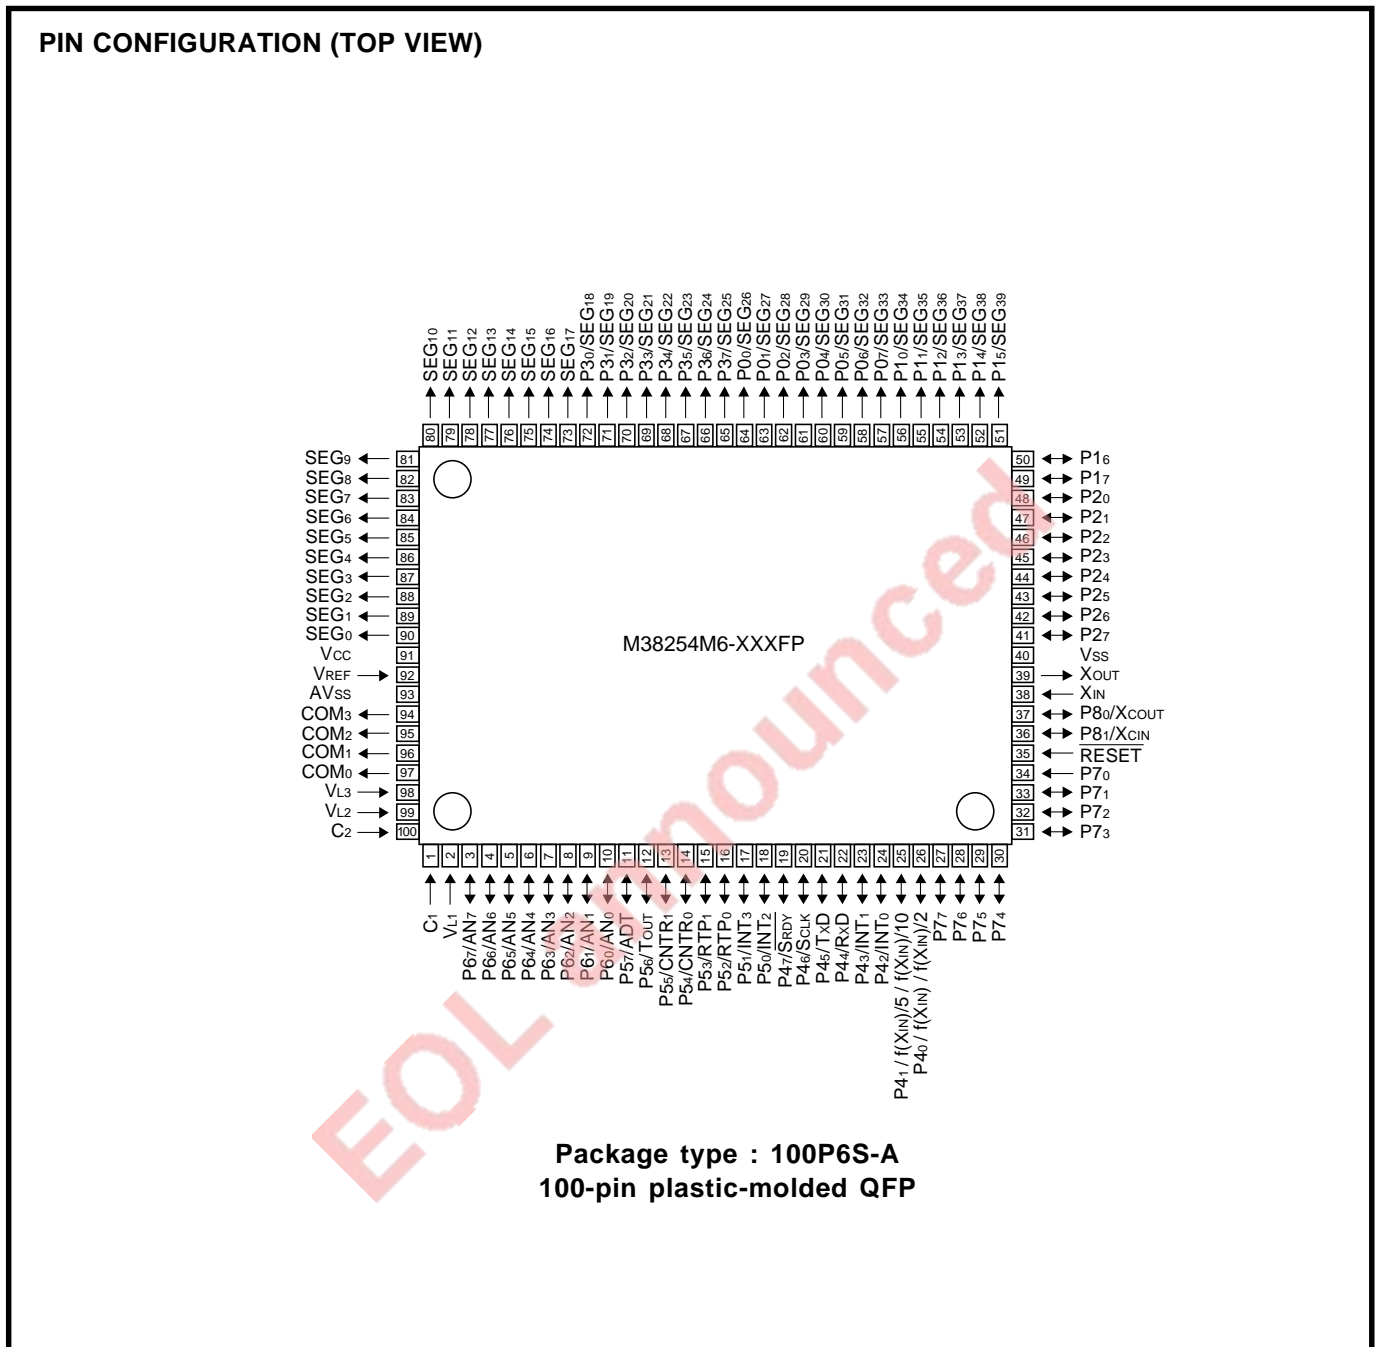 PIN CONFIGURATION (TOP VIEW)
SEG10
SEG11
SEG12
SEG13
SEG14
SEG15
SEG16
SEG17
P30/SEG18
P31/SEG19
P32/SEG20
P33/SEG21
P34/SEG22
P35/SEG23
P36/SEG24
P37/SEG25
P00/SEG26
P01/SEG27
P02/SEG28
P03/SEG29
P04/SEG30
P05/SEG31
P06/SEG32
P07/SEG33
P10/SEG34
P11/SEG35
P12/SEG36
P13/SEG37
P14/SEG38
P15/SEG39
80 79 78 77 76 75 74 73 72 71 70 69 68 67 66 65 64 63 62 61 60 59 58 57 56 55 54 53 52 51
SEG9 81
SEG8 82
SEG7 83
SEG6 84
SEG5 85
SEG4 86
SEG3 87
SEG2 88
SEG1 89
SEG0 90
VCC 91
VREF 92
AVSS 93
COM3 94
COM2 95
COM1 96
COM0 97
VL3 98
VL2 99
C2 100
M38254M6-XXXFP
50 P16
49 P17
48 P20
47 P21
46 P22
45 P23
44 P24
43 P25
42 P26
41 P27
40 VSS
39 XOUT
38 XIN
37 P80/XCOUT
36 P81/XCIN
35 RESET
34 P70
33 P71
32 P72
31 P73
1 2 3 4 5 6 7 8 9 10 11 12 13 14 15 16 17 18 19 20 21 22 23 24 25 26 27 28 29 30
C1
VL1
P67/AN7
P66/AN6
P65/AN5
P64/AN4
P63/AN3
P62/AN2
P61/AN1
P60/AN0
P57/ADT
P56/TOUT
P55/CNTR1
P54/CNTR0
P53/RTP1
P52/RTP0
P51/INT3
P50/INT2
P47/SRDY
P46/SCLK
P45/TxD
P44/RxD
P43/INT1
P42/INT0
P41 / f(XIN)/5 / f(XIN)/10
P40 / f(XIN) / f(XIN)/2
P77
P76
P75
P74
EOL announced
Package type : 100P6S-A
100-pin plastic-molded QFP